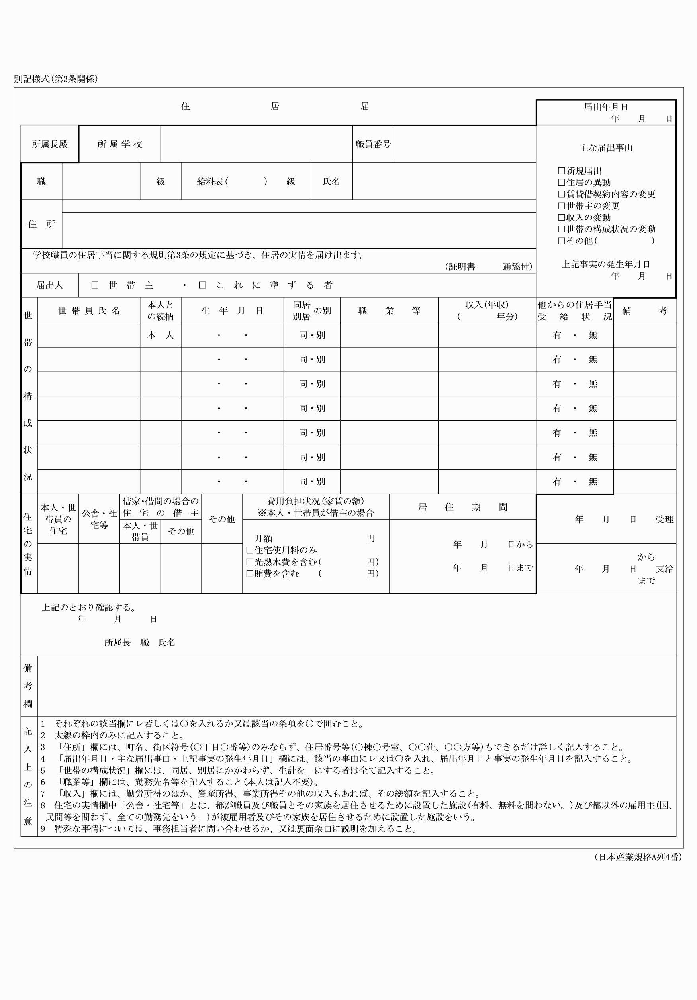 別記様式(第3条関係)
住　居　届
届出年月日
年　月　日
所属長殿
所属学校
職員番号
主な届出事由
□新規届出
□住居の異動
□賃貸借契約内容の変更
□世帯主の変更
□収入の変動
□世帯の構成状況の変動
□その他(　　　)
上記事実の発生年月日
年　月　日
職
級
給料表(　　　)　級
氏名
住　所
学校職員の住居手当に関する規則第3条の規定に基づき、住居の実情を届け出ます。
(証明書　　　通添付)
届出人
□　世　帯　主　　・　□　こ　れ　に　準　ず　る　者
世帯の構成状況
世帯員氏名
本人と
の続柄
生　年　月　日
同居
別居
の別
職　業　等
収入(年収)
(　　　年分)
他からの住居手当
受　給　状　況
備　考
本　人
・　・
同・別
有　・　無
・　・
同・別
有　・　無
・　・
同・別
有　・　無
・　・
同・別
有　・　無
・　・
同・別
有　・　無
・　・
同・別
有　・　無
・　・
同・別
有　・　無
住宅の実情
本人・世
帯員の
住宅
公舎・社
宅等
借家・借間の場合の
住　宅　の　借　主
本人・世
帯員
その他
その他
費用負担状況(家賃の額)
※本人・世帯員が借主の場合
月額　　　円
□住宅使用料のみ
□光熱水費を含む(　　　円)
□賄費を含む　(　　　円)
居　住　期　間
年　月　日から
年　月　日まで
年　月　日　受理
から
年　月　日　支給
まで
上記のとおり確認する。
年　月　日
所属長　職　氏名
備考欄
記入上の注意
1　それぞれの該当欄にレ若しくは〇を入れるか又は該当の条項を〇で囲むこと。
2　太線の枠内のみに記入すること。
3　「住所」欄には、町名、街区符号(〇丁目〇番等)のみならず、住居番号等(〇棟〇号室、〇〇荘、〇〇方等)もできるだけ詳しく記入すること。
4　「届出年月日・主な届出事由・上記事実の発生年月日」欄には、該当の事由にレ又は〇を入れ、届出年月日と事実の発生年月日を記入すること。
5　「世帯の構成状況」欄には、同居、別居にかかわらず、生計を一にする者は全て記入すること。
6　「職業等」欄には、勤務先名等を記入すること(本人は記入不要)。
7　「収入」欄には、勤労所得のほか、資産所得、事業所得その他の収入もあれば、その総額を記入すること。
8　住宅の実情欄中「公舎・社宅等」とは、都が職員及び職員とその家族を居住させるために設置した施設(有料、無料を問わない。)及び都以外の雇用主(国、
民間等を問わず、全ての勤務先をいう。)が被雇用者及びその家族を居住させるために設置した施設をいう。
9　特殊な事情については、事務担当者に問い合わせるか、又は裏面余白に説明を加えること。
(日本産業規格A列4番)